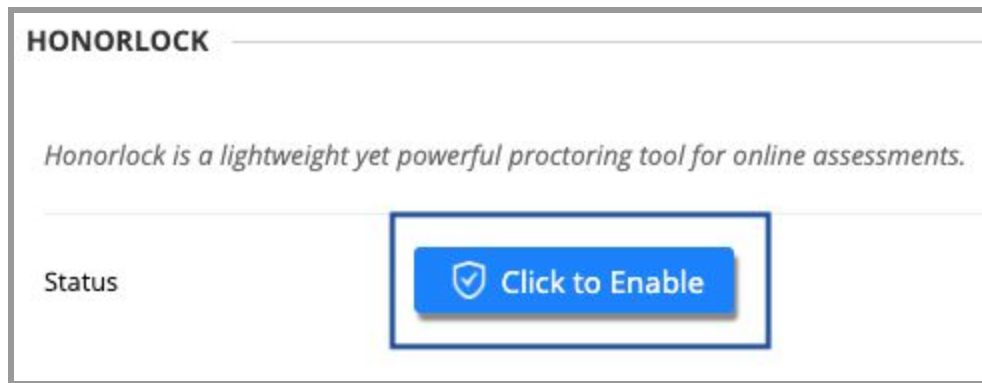 HONORLOCK
Honorlock is a lightweight yet powerful proctoring tool for online assessments.
Status
Click to Enable